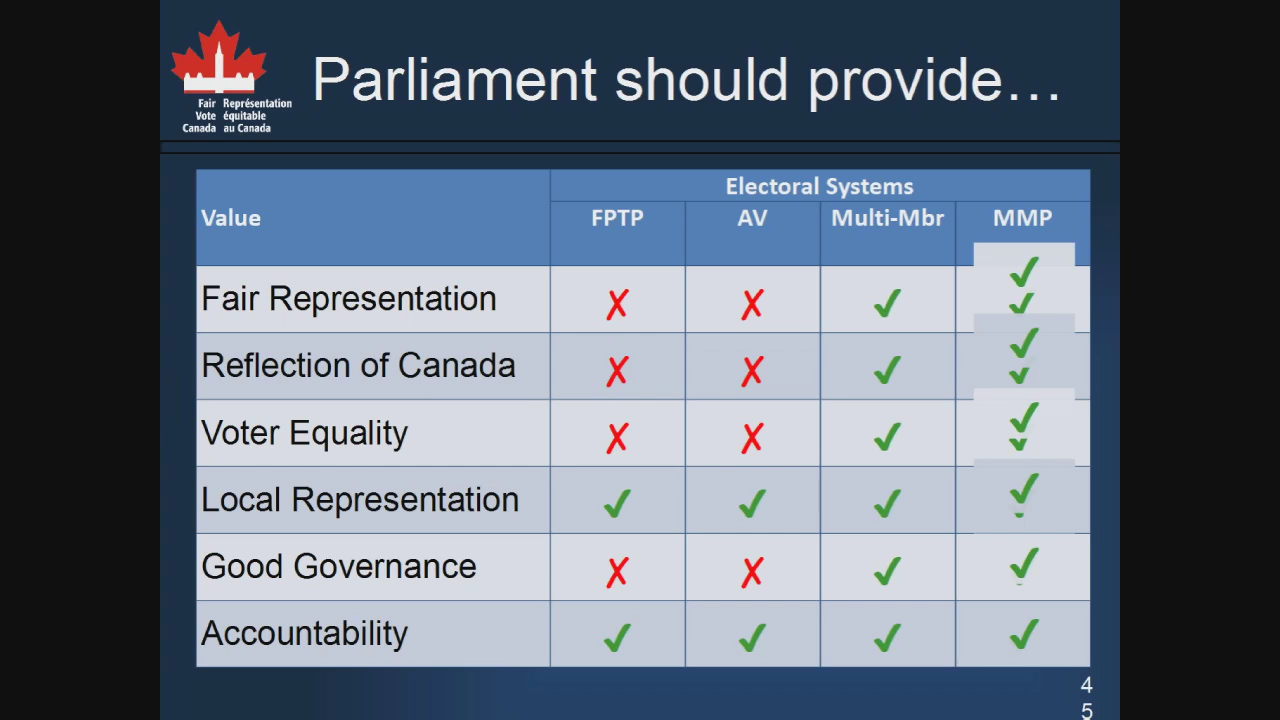 Parliament should provide…
Fair Représentation
Vote équitable
Canada au Canada
Electoral Systems
Value FPTP AV Multi-Mbr MMP
Fair Representation ✗ ✗ ✓ ✓ ✓
Reflection of Canada ✗ ✗ ✓ ✓ ✓
Voter Equality ✗ ✗ ✓ ✓ ✓
Local Representation ✓ ✓ ✓ ✓
Good Governance ✗ ✗ ✓ ✓
Accountability ✓ ✓ ✓ ✓
4
5